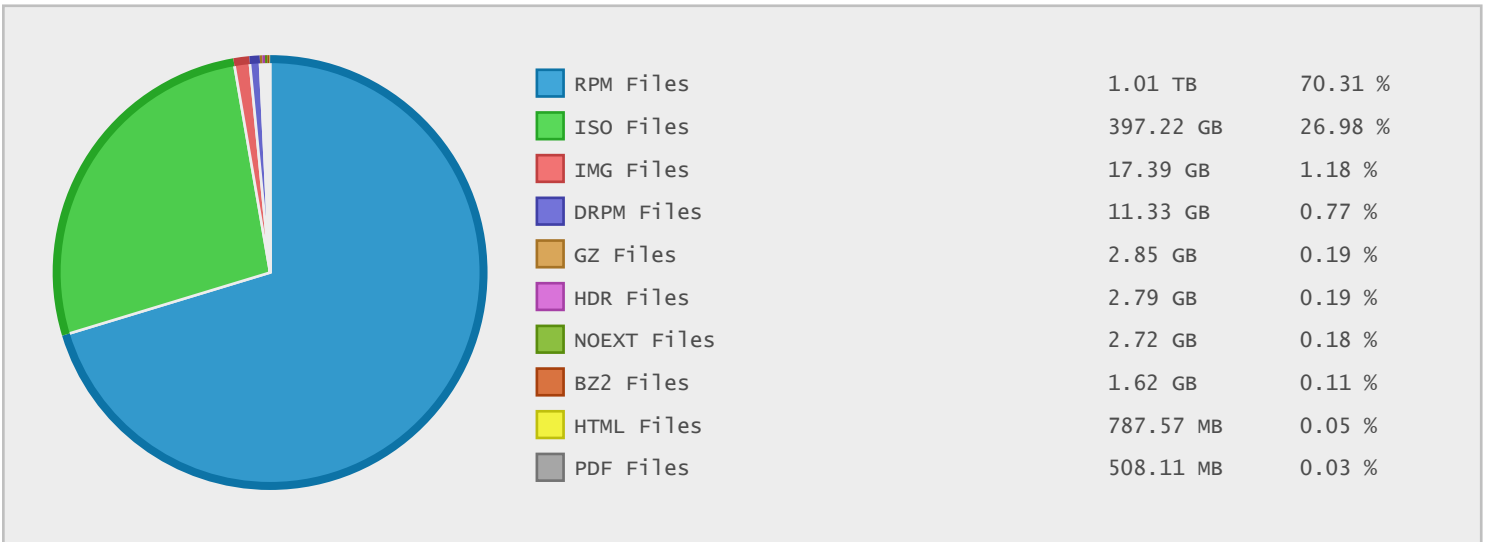 RPM Files 1.01 TB 70.31 %
ISO Files 397.22 GB 26.98 %
IMG Files 17.39 GB 1.18 %
DRPM Files 11.33 GB 0.77 %
GZ Files 2.85 GB 0.19 %
HDR Files 2.79 GB 0.19 %
NOEXT Files 2.72 GB 0.18 %
BZ2 Files 1.62 GB 0.11 %
HTML Files 787.57 MB 0.05 %
PDF Files 508.11 MB 0.03 %